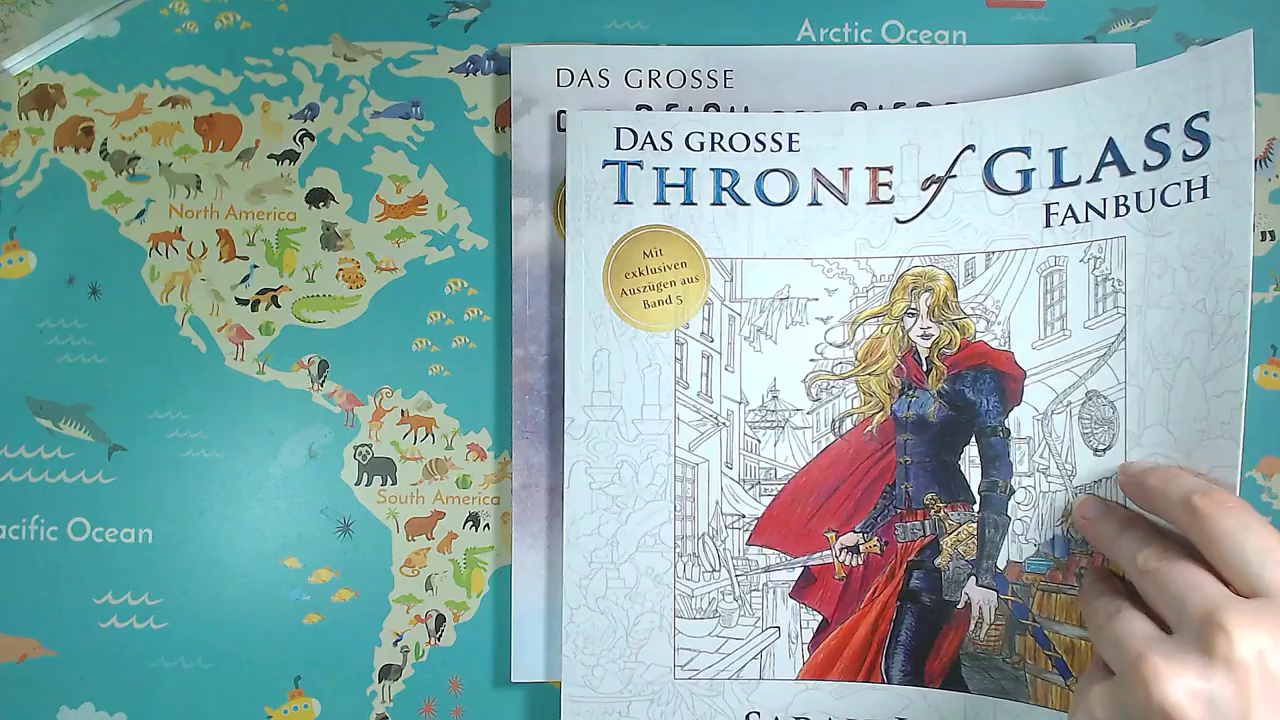 Arctic Ocean
North America
South America
acific Ocean
DAS GROSSE
DAS GROSSE
THRONE of GLASS
FANBUCH
Mit
exklusiven
Auszügen aus
Band 5